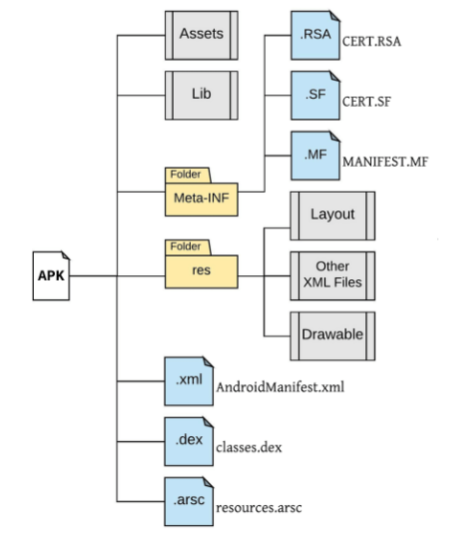 Assets
.RSA
CERT.RSA
Lib
.SF
CERT.SF
.MF
MANIFEST.MF
Folder
Meta-INF
Layout
Folder
res
Other
XML Files
APK
Drawable
.xml
AndroidManifest.xml
.dex
classes.dex
.arsc
resources.arsc